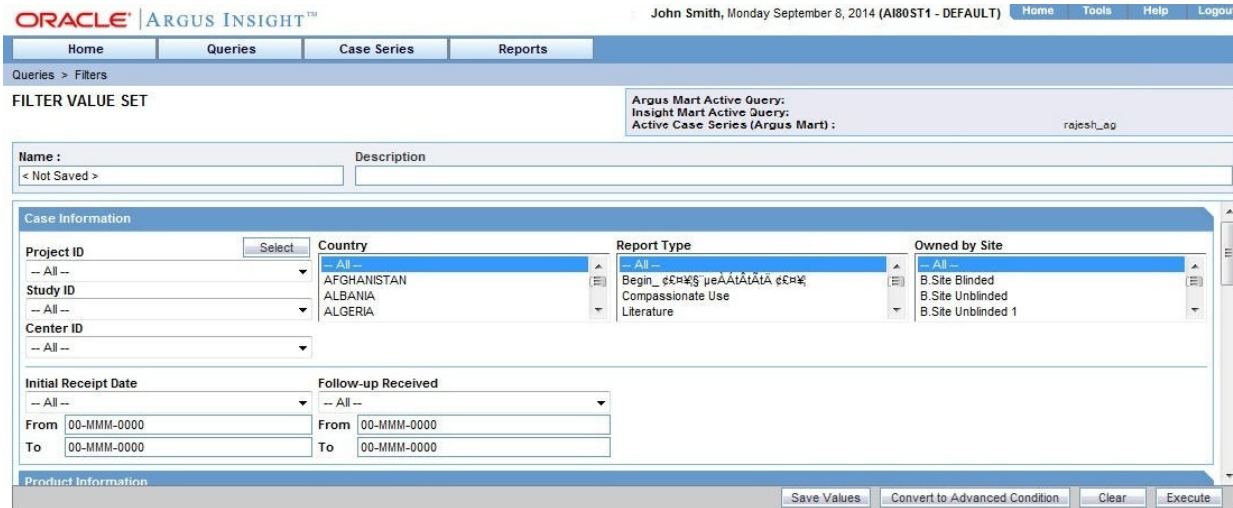 ORACLE ARGUS INSIGHT™
John Smith, Monday September 8, 2014 (AI80ST1 - DEFAULT) Home Tools Help Logou
Home Queries Case Series Reports
Queries > Filters
FILTER VALUE SET
Argus Mart Active Query:
Insight Mart Active Query:
Active Case Series (Argus Mart) : rajesh_ag
Name : Description
< Not Saved >
Case Information
Project ID Select Country Report Type Owned by Site
-- All --
Study ID
-- All --
Center ID
-- All --
-- All --
AFGHANISTAN
ALBANIA
ALGERIA
-- All --
Begin_
Compassionate Use
Literature
-- All --
B.Site Blinded
B.Site Unblinded
B.Site Unblinded 1
Initial Receipt Date Follow-up Received
-- All -- -- All --
From 00-MMM-0000 From 00-MMM-0000
To 00-MMM-0000 To 00-MMM-0000
Product Information
Save Values Convert to Advanced Condition Clear Execute